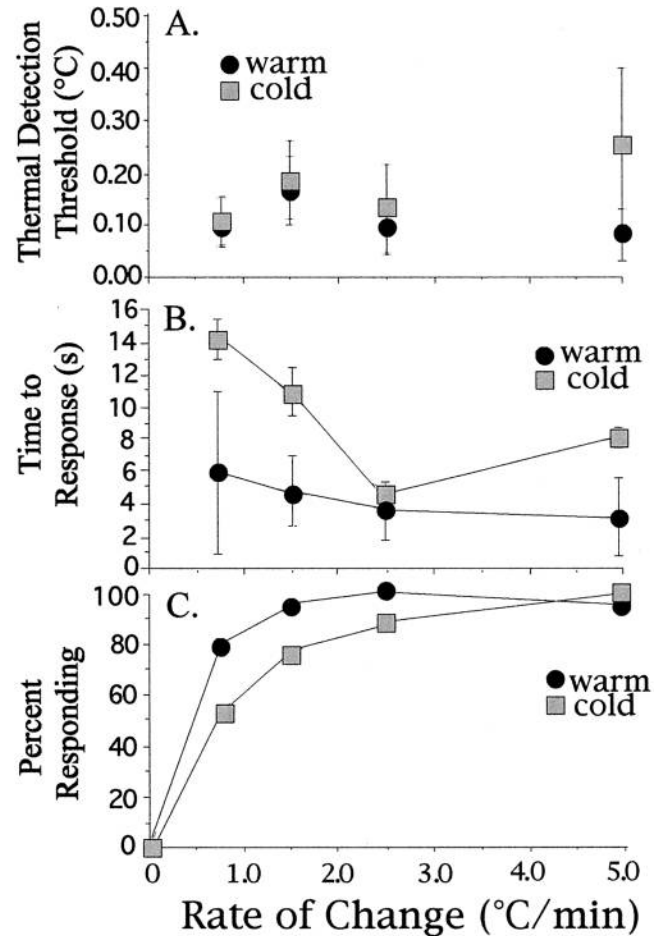 A.
warm
cold
Thermal Detection
Threshold (°C)
0.50
0.40
0.30
0.20
0.10
0.00
B.
warm
cold
Time to
Response (s)
16
14
12
10
8
6
4
2
0
C.
warm
cold
Percent
Responding
100
80
60
40
20
0
0 1.0 2.0 3.0 4.0 5.0
Rate of Change (°C/min)